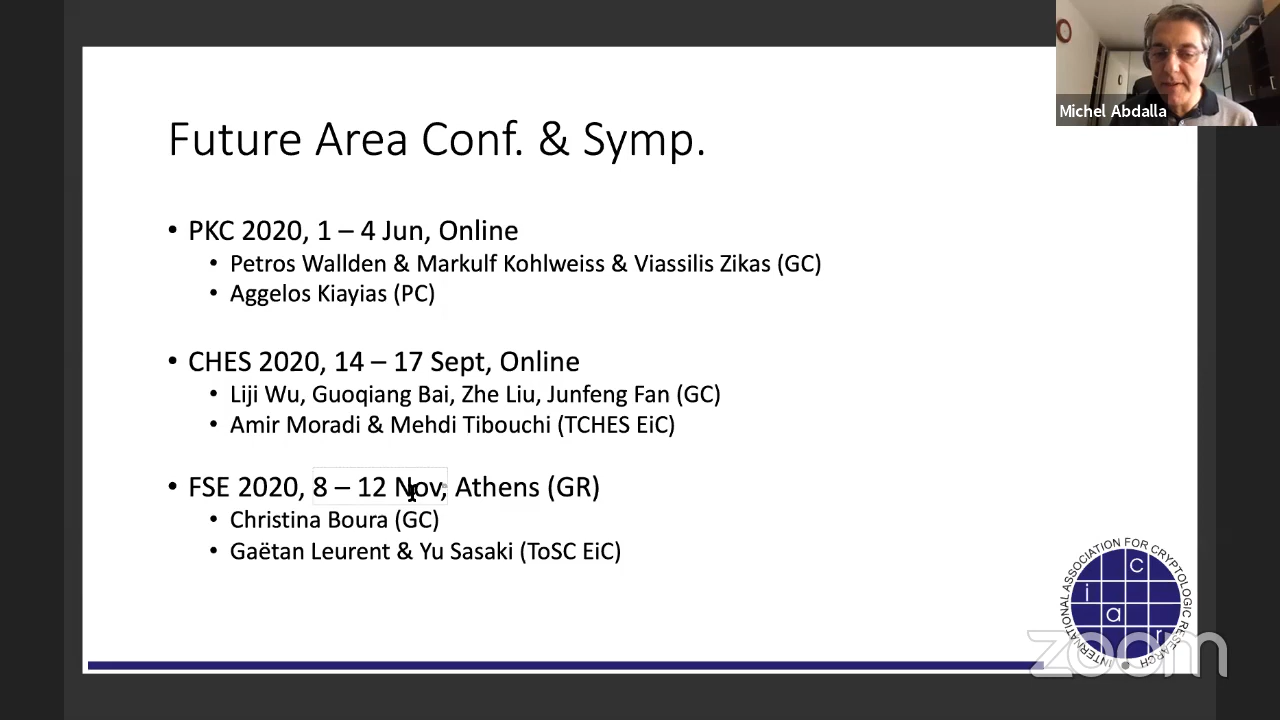 Michel Abdalla
Future Area Conf. & Symp.
• PKC 2020, 1 – 4 Jun, Online
• Petros Wallden & Markulf Kohlweiss & Viassilis Zikas (GC)
• Aggelos Kiayias (PC)
• CHES 2020, 14 – 17 Sept, Online
• Liji Wu, Guoqiang Bai, Zhe Liu, Junfeng Fan (GC)
• Amir Moradi & Mehdi Tibouchi (TCHES EiC)
• FSE 2020, 8 – 12 Nov, Athens (GR)
• Christina Boura (GC)
• Gaëtan Leurent & Yu Sasaki (ToSC EiC)
INTERNATIONAL ASSOCIATION FOR CRYPTOLOGIC RESEARCH
i a c r
zoom